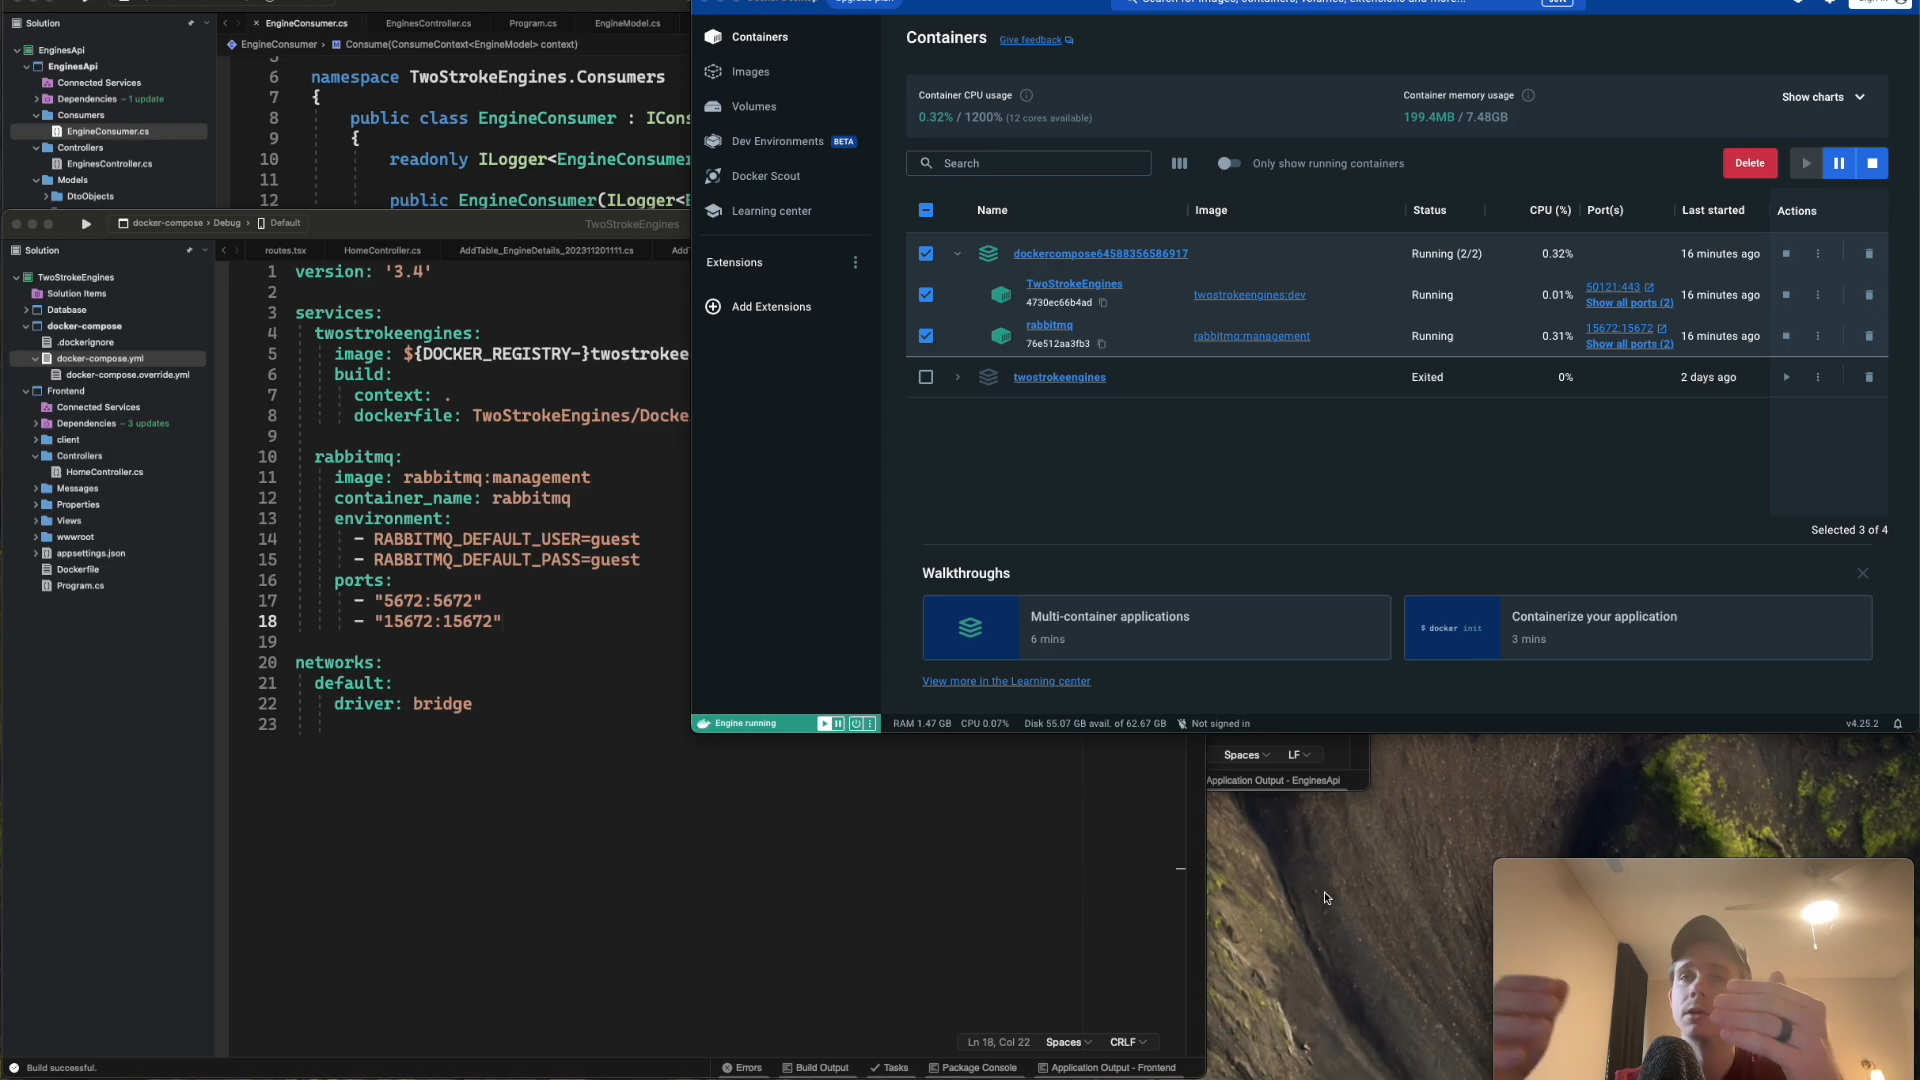 Solution
EngineConsumer.cs
EnginesController.cs
Program.cs
EngineModel.cs
EngineConsumer
Consume(ConsumeContext<EngineModel> context)
EnginesApi
EnginesApi
Connected Services
Dependencies – 1 update
Consumers
EngineConsumer.cs
Controllers
EnginesController.cs
Models
DtoObjects
6 namespace TwoStrokeEngines.Consumers
7 {
8 public class EngineConsumer : ICons
9 {
10 readonly ILogger<EngineConsumer
11
12 public EngineConsumer(ILogger<E
docker-compose > Debug > Default
TwoStrokeEngines
Solution
routes.tsx
HomeController.cs
AddTable_EngineDetails_202311201111.cs
TwoStrokeEngines
Solution Items
Database
docker-compose
.dockerignore
docker-compose.yml
docker-compose.override.yml
Frontend
Connected Services
Dependencies – 3 updates
client
Controllers
HomeController.cs
Messages
Properties
Views
wwwroot
appsettings.json
Dockerfile
Program.cs
1 version: '3.4'
2
3 services:
4 twostrokeengines:
5 image: ${DOCKER_REGISTRY-}twostrokee
6 build:
7 context: .
8 dockerfile: TwoStrokeEngines/Docke
9
10 rabbitmq:
11 image: rabbitmq:management
12 container_name: rabbitmq
13 environment:
14 - RABBITMQ_DEFAULT_USER=guest
15 - RABBITMQ_DEFAULT_PASS=guest
16 ports:
17 - "5672:5672"
18 - "15672:15672"
19
20 networks:
21 default:
22 driver: bridge
23
Ln 18, Col 22 Spaces CRLF
Build successful.
Errors
Build Output
Tasks
Package Console
Application Output - Frontend
Containers
Images
Volumes
Dev Environments BETA
Docker Scout
Learning center
Extensions
Add Extensions
Containers Give feedback
Container CPU usage
0.32% / 1200% (12 cores available)
Container memory usage
199.4MB / 7.48GB
Show charts
Search
Only show running containers
Delete
Name Image Status CPU (%) Port(s) Last started Actions
dockercompose64588356586917 Running (2/2) 0.32% 16 minutes ago
TwoStrokeEngines
4730ec66b4ad
twostrokeengines:dev Running 0.01% 50121:443
Show all ports (2)
16 minutes ago
rabbitmq
76e512aa3fb3
rabbitmq:management Running 0.31% 15672:15672
Show all ports (2)
16 minutes ago
twostrokeengines Exited 0% 2 days ago
Selected 3 of 4
Walkthroughs
Multi-container applications
6 mins
$ docker init
Containerize your application
3 mins
View more in the Learning center
Engine running
RAM 1.47 GB CPU 0.07% Disk 55.07 GB avail. of 62.67 GB Not signed in
v4.25.2
Spaces LF
Application Output - EnginesApi